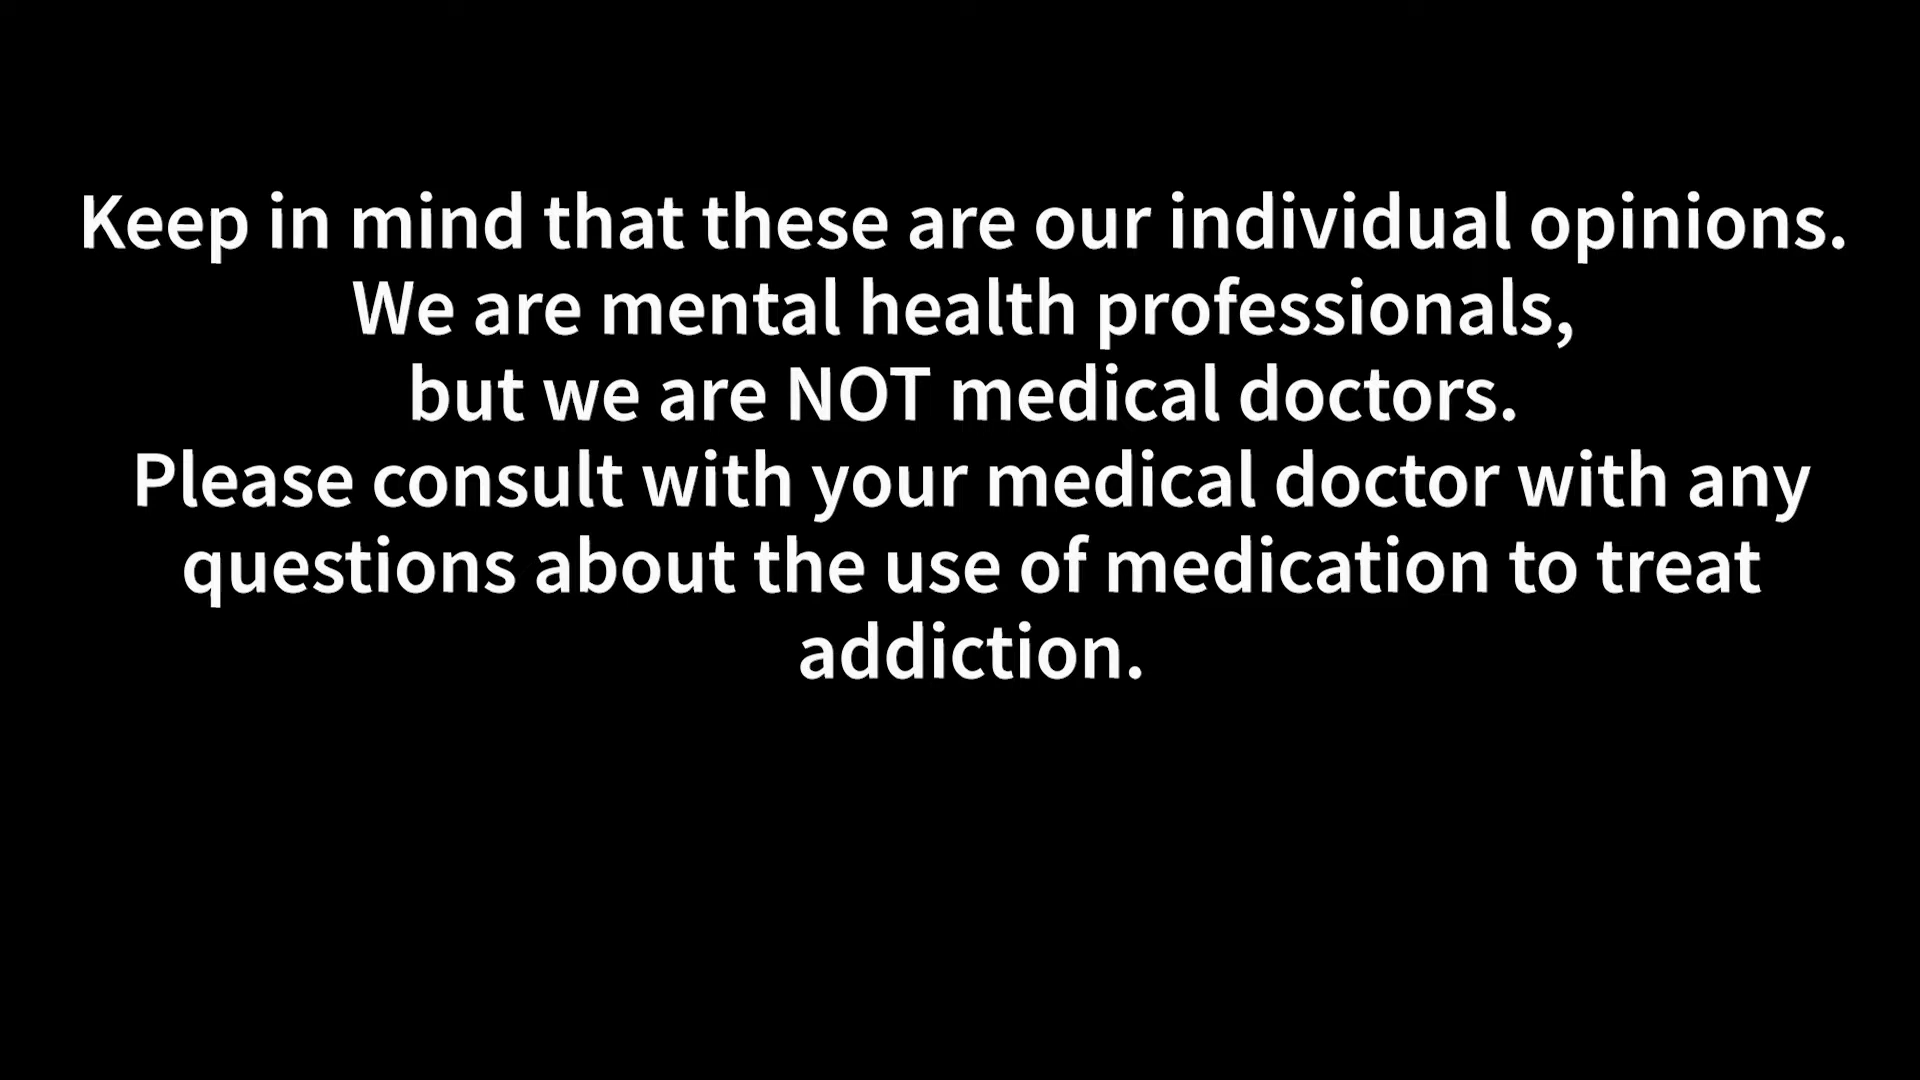 Keep in mind that these are our individual opinions.
We are mental health professionals,
but we are NOT medical doctors.
Please consult with your medical doctor with any
questions about the use of medication to treat
addiction.